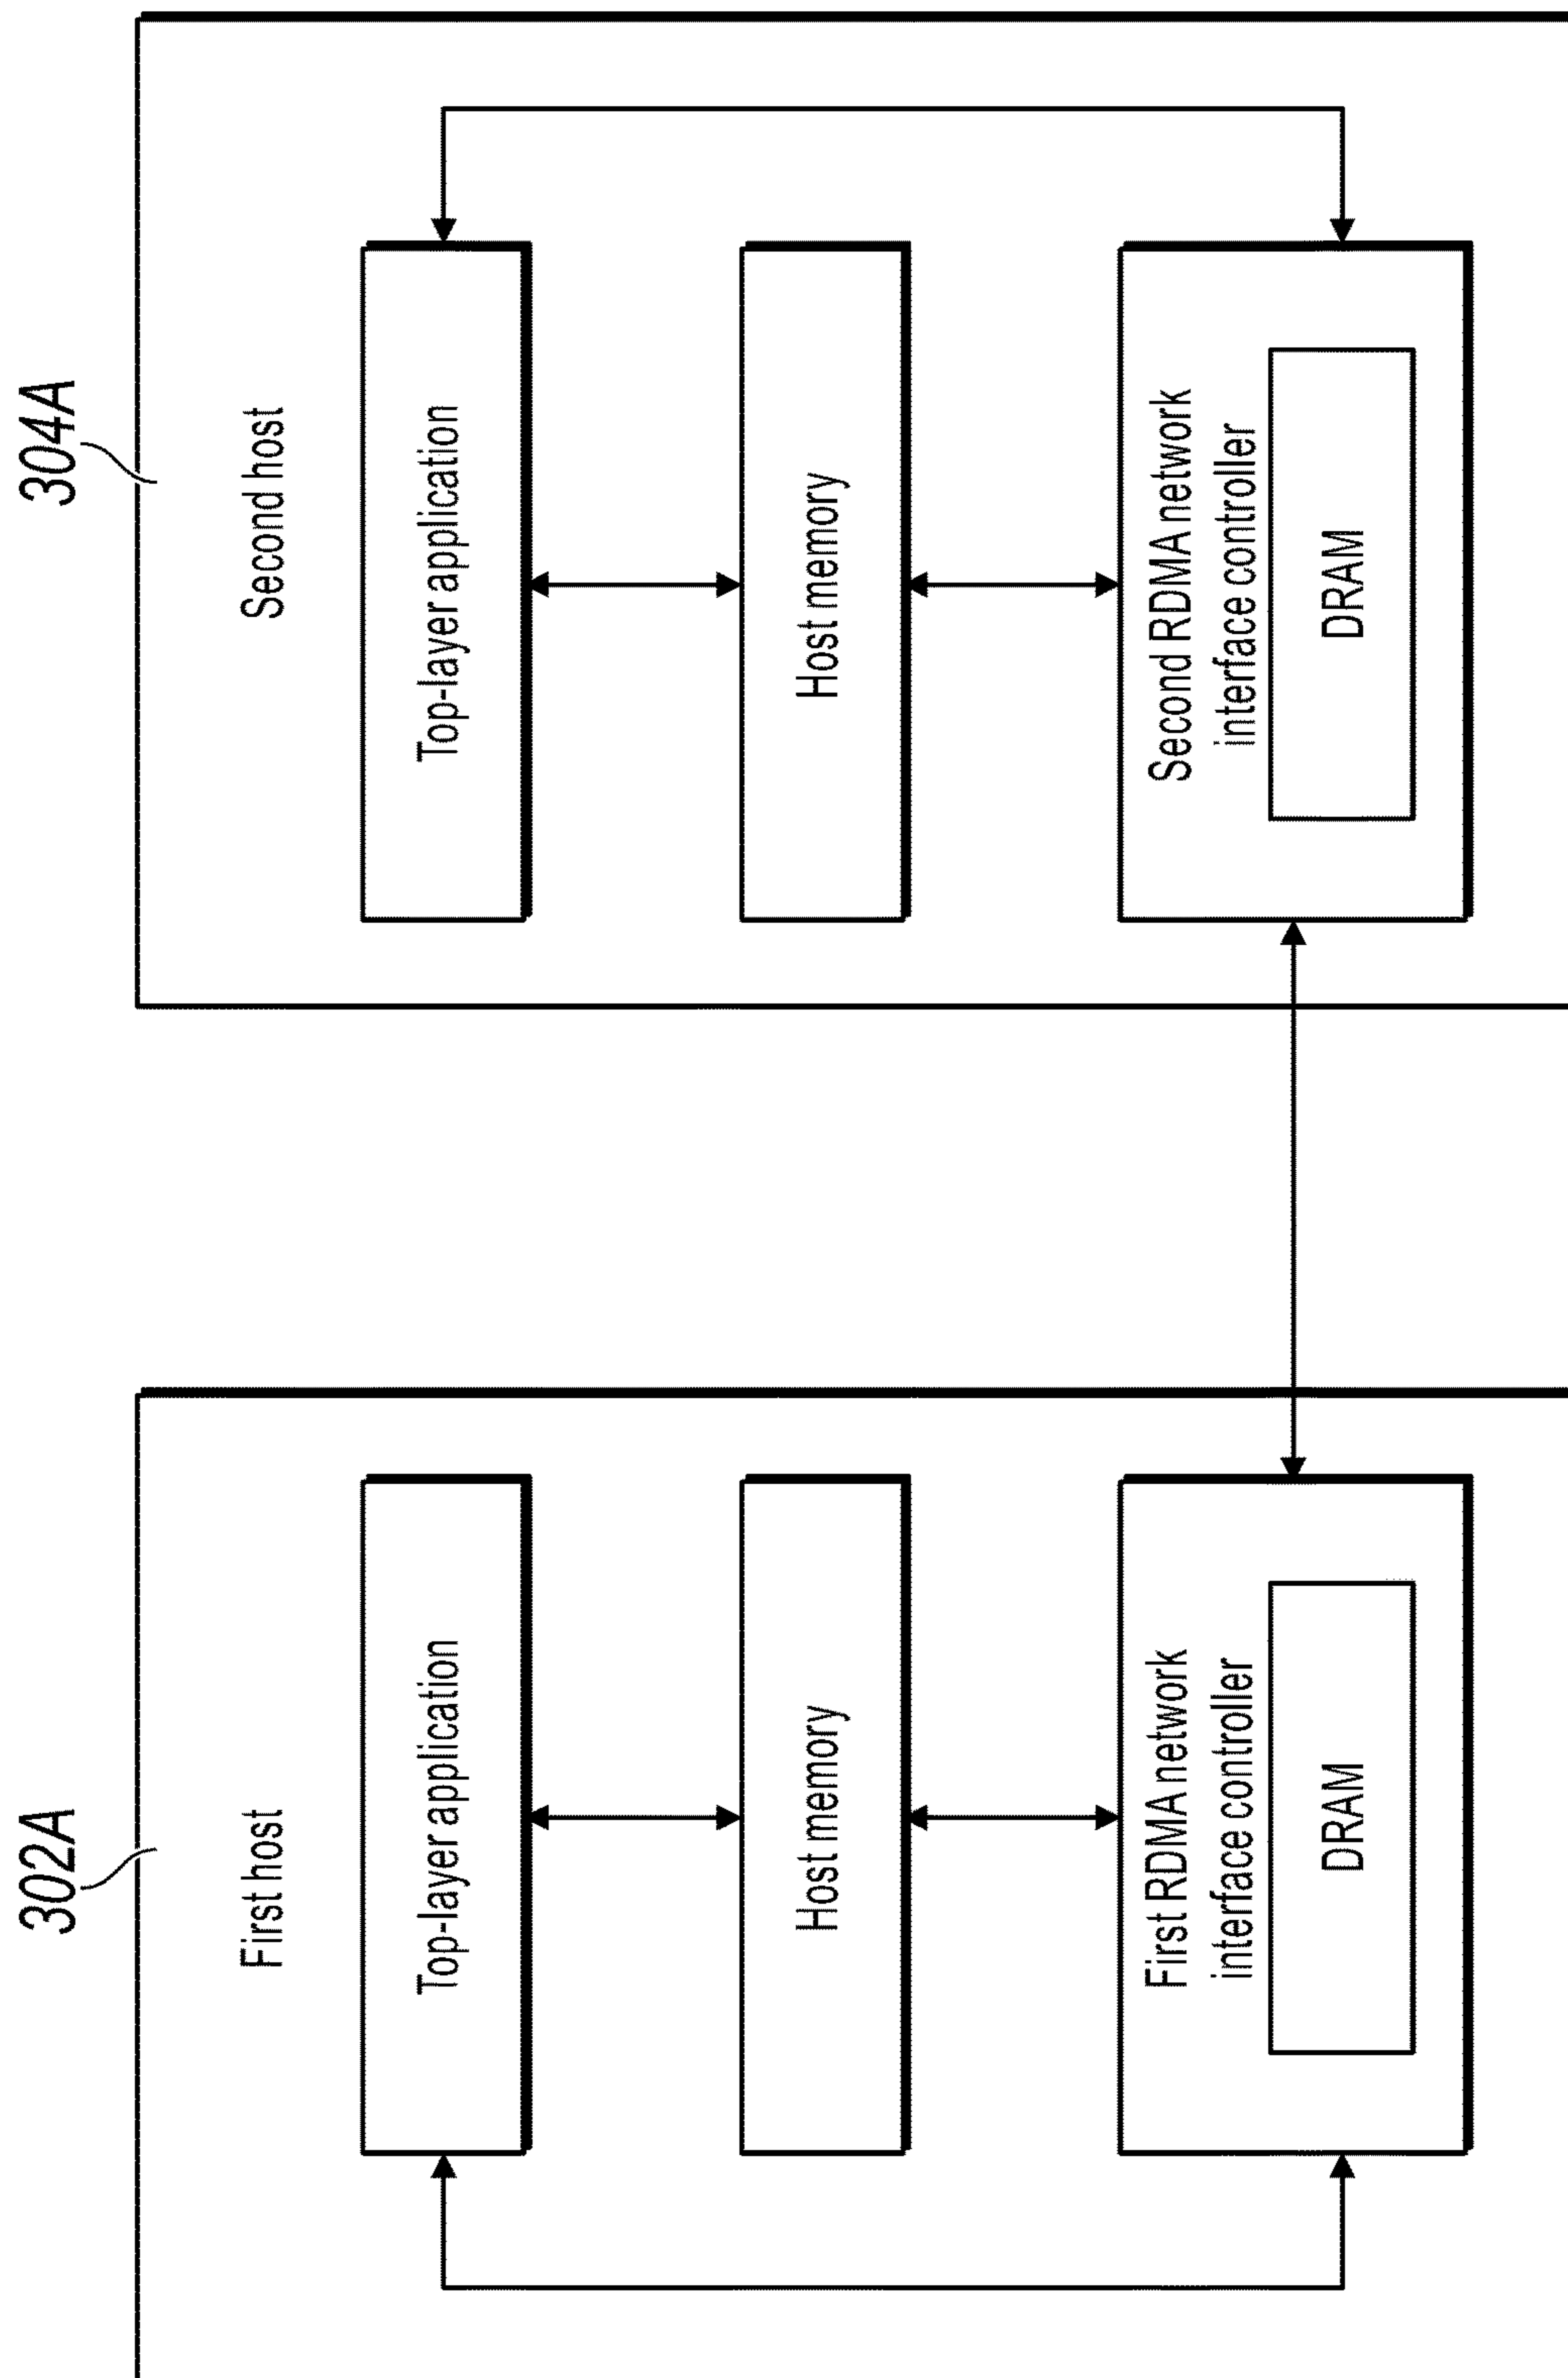 302A
First host
Top-layer application
Host memory
First RDMA network
interface controller
DRAM
304A
Second host
Top-layer application
Host memory
Second RDMA network
interface controller
DRAM